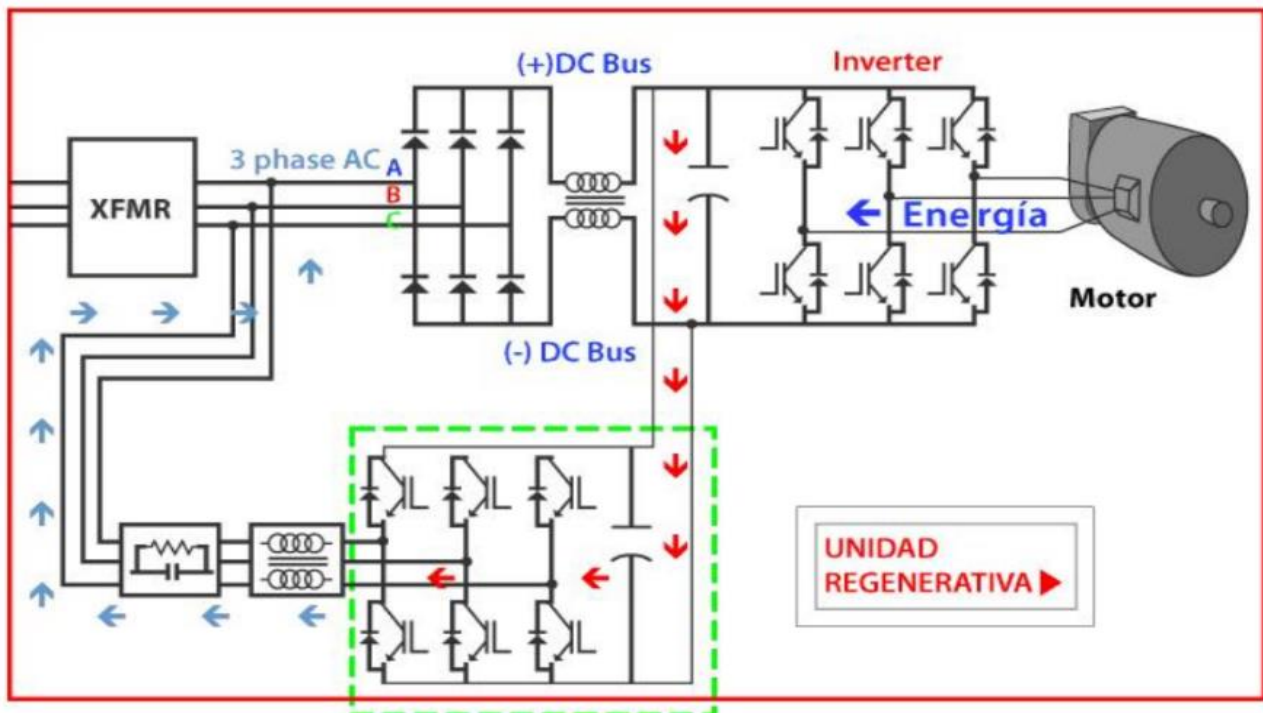 (+)DC Bus
Inverter
3 phase AC
A
B
C
XFMR
Energía
Motor
(-) DC Bus
UNIDAD
REGENERATIVA